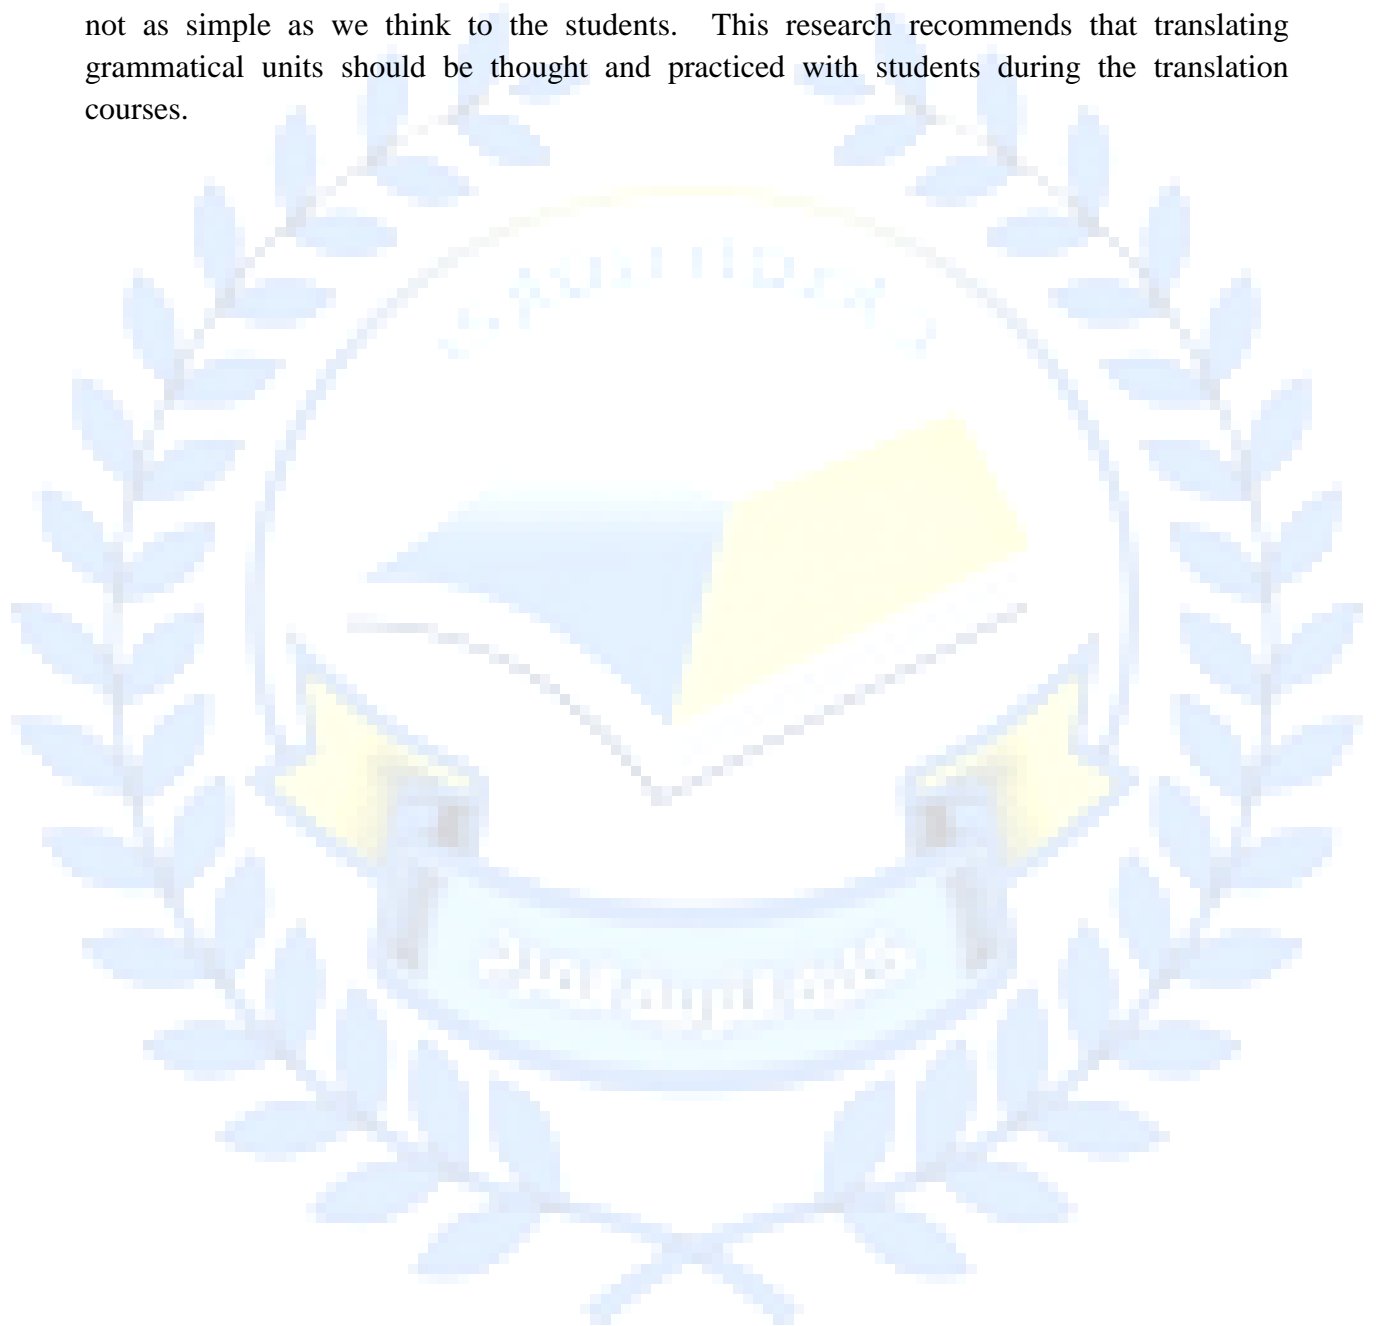 not as simple as we think to the students. This research recommends that translating
grammatical units should be thought and practiced with students during the translation
courses.